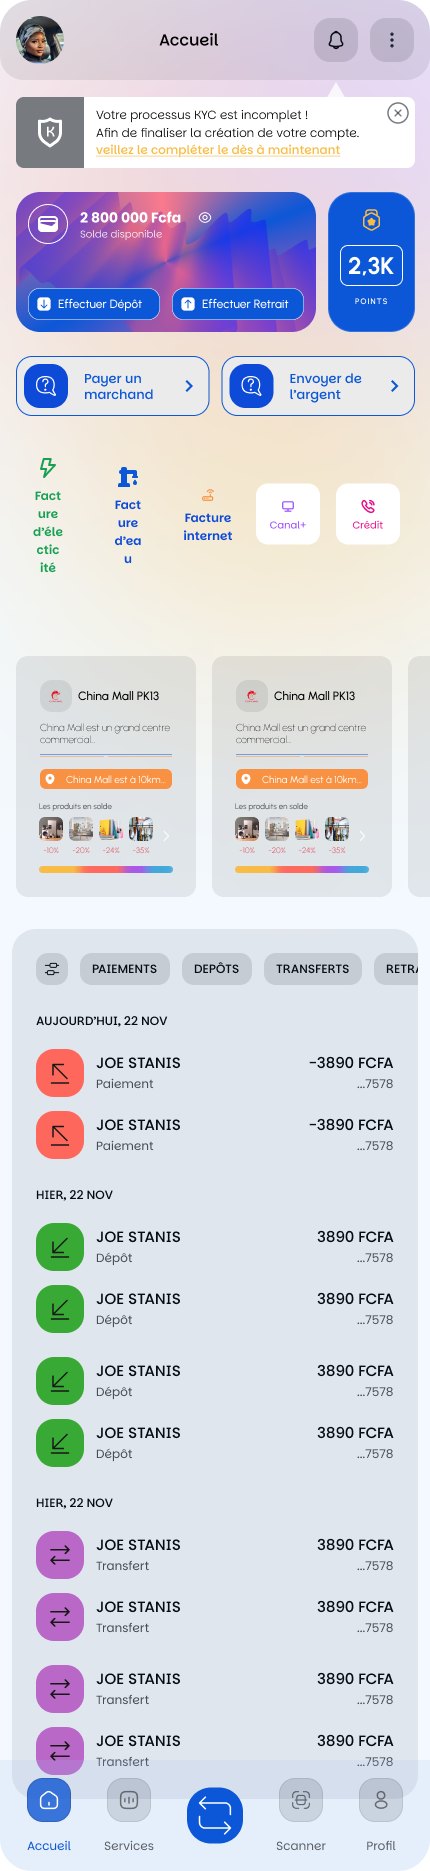 Accueil
Votre processus KYC est incomplet !
Afin de finaliser la création de votre compte.
veillez le compléter le dès à maintenant
K
2 800 000 Fcfa
Solde disponible
Effectuer Dépôt
Effectuer Retrait
2,3K
POINTS
Payer un
marchand
Envoyer de
l'argent
Fact
ure
d'éle
ctic
ité
Fact
ure
d'ea
u
Facture
internet
Canal+
Crédit
China Mall PK13
China Mall est un grand centre
commercial..
China Mall est à 10km...
Les produits en solde
-10% -20% -24% -35%
China Mall PK13
China Mall est un grand centre
commercial..
China Mall est à 10km...
Les produits en solde
-10% -20% -24% -35%
PAIEMENTS
DEPÔTS
TRANSFERTS
RETRA
AUJOURD'HUI, 22 NOV
JOE STANIS -3890 FCFA
Paiement ...7578
JOE STANIS -3890 FCFA
Paiement ...7578
HIER, 22 NOV
JOE STANIS 3890 FCFA
Dépôt ...7578
JOE STANIS 3890 FCFA
Dépôt ...7578
JOE STANIS 3890 FCFA
Dépôt ...7578
JOE STANIS 3890 FCFA
Dépôt ...7578
HIER, 22 NOV
JOE STANIS 3890 FCFA
Transfert ...7578
JOE STANIS 3890 FCFA
Transfert ...7578
JOE STANIS 3890 FCFA
Transfert ...7578
JOE STANIS 3890 FCFA
Transfert ...7578
Accueil
Services
Scanner
Profil